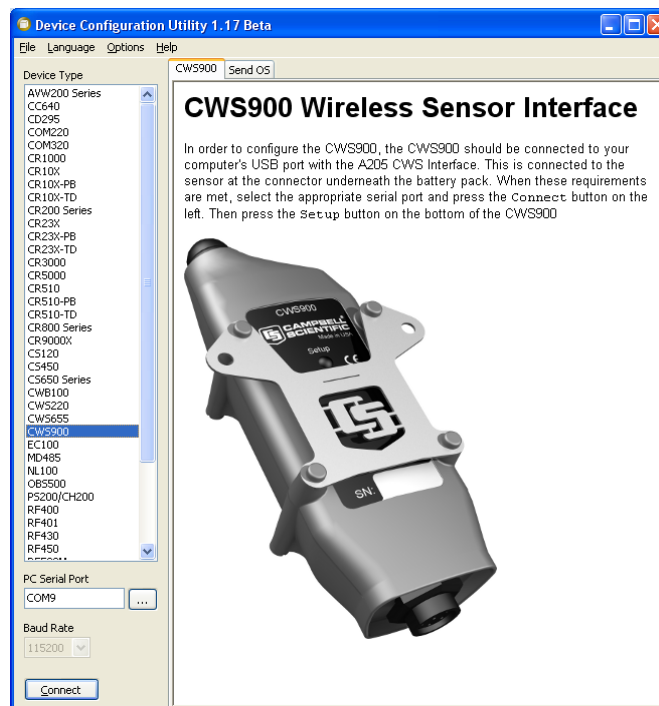 Device Configuration Utility 1.17 Beta
File Language Options Help
Device Type
AVW200 Series
CC640
CD295
COM220
COM320
CR1000
CR10X
CR10X-PB
CR10X-TD
CR200 Series
CR23X
CR23X-PB
CR23X-TD
CR3000
CR5000
CR510
CR510-PB
CR510-TD
CR800 Series
CR9000X
CS120
CS450
CS650 Series
CWB100
CWS220
CWS655
CWS900
EC100
MD485
NL100
OBS500
PS200/CH200
RF400
RF401
RF430
RF450
PC Serial Port
COM9
...
Baud Rate
115200
Connect
CWS900 Send OS
CWS900 Wireless Sensor Interface
In order to configure the CWS900, the CWS900 should be connected to your
computer's USB port with the A205 CWS Interface. This is connected to the
sensor at the connector underneath the battery pack. When these requirements
are met, select the appropriate serial port and press the Connect button on the
left. Then press the Setup button on the bottom of the CWS900
CWS900
CAMPBELL
SCIENTIFIC
Made in USA
Setup
CE
CS
SN: